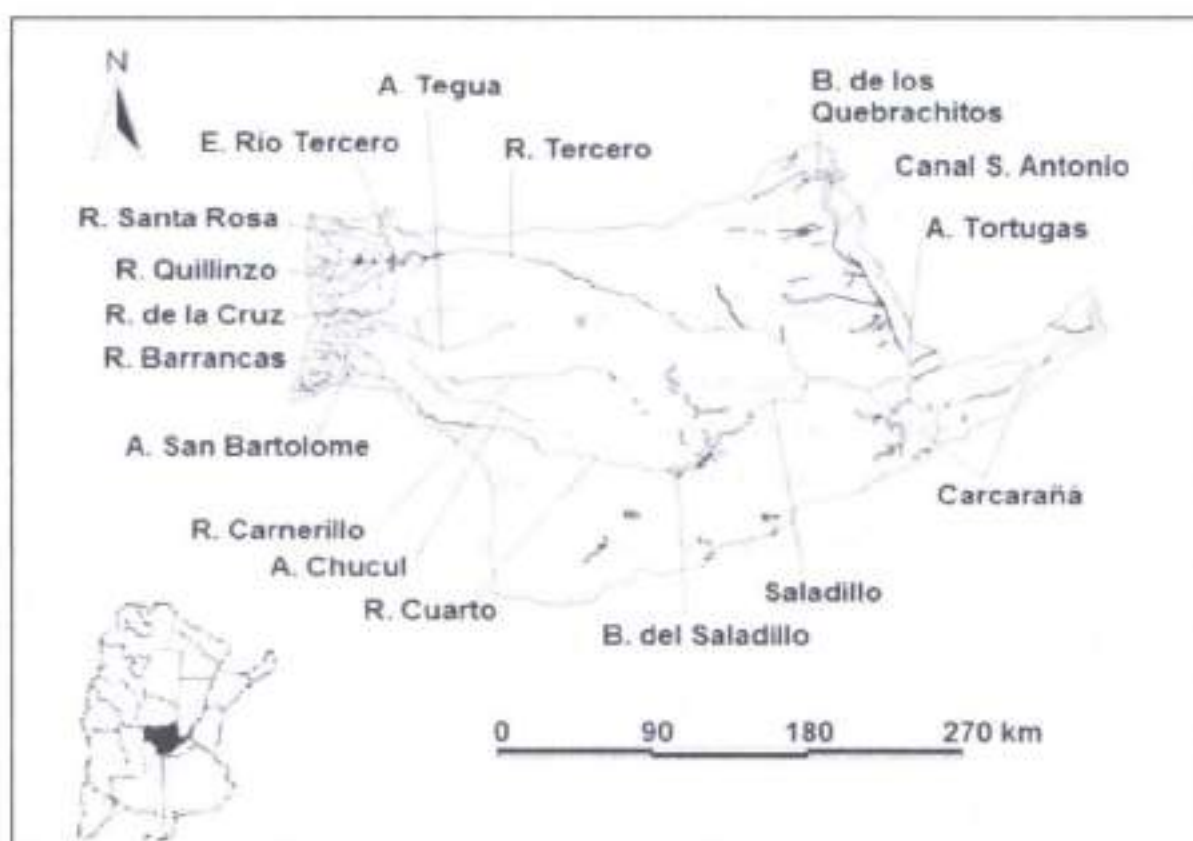 N
A. Tegua
B. de los
Quebrachitos
E. Rio Tercero
R. Tercero
Canal S. Antonio
R. Santa Rosa
A. Tortugas
R. Quillinzo
R. de la Cruz
R. Barrancas
A. San Bartolome
Carcarañá
R. Carnerillo
A. Chucul
Saladillo
R. Cuarto
B. del Saladillo
0 90 180 270 km